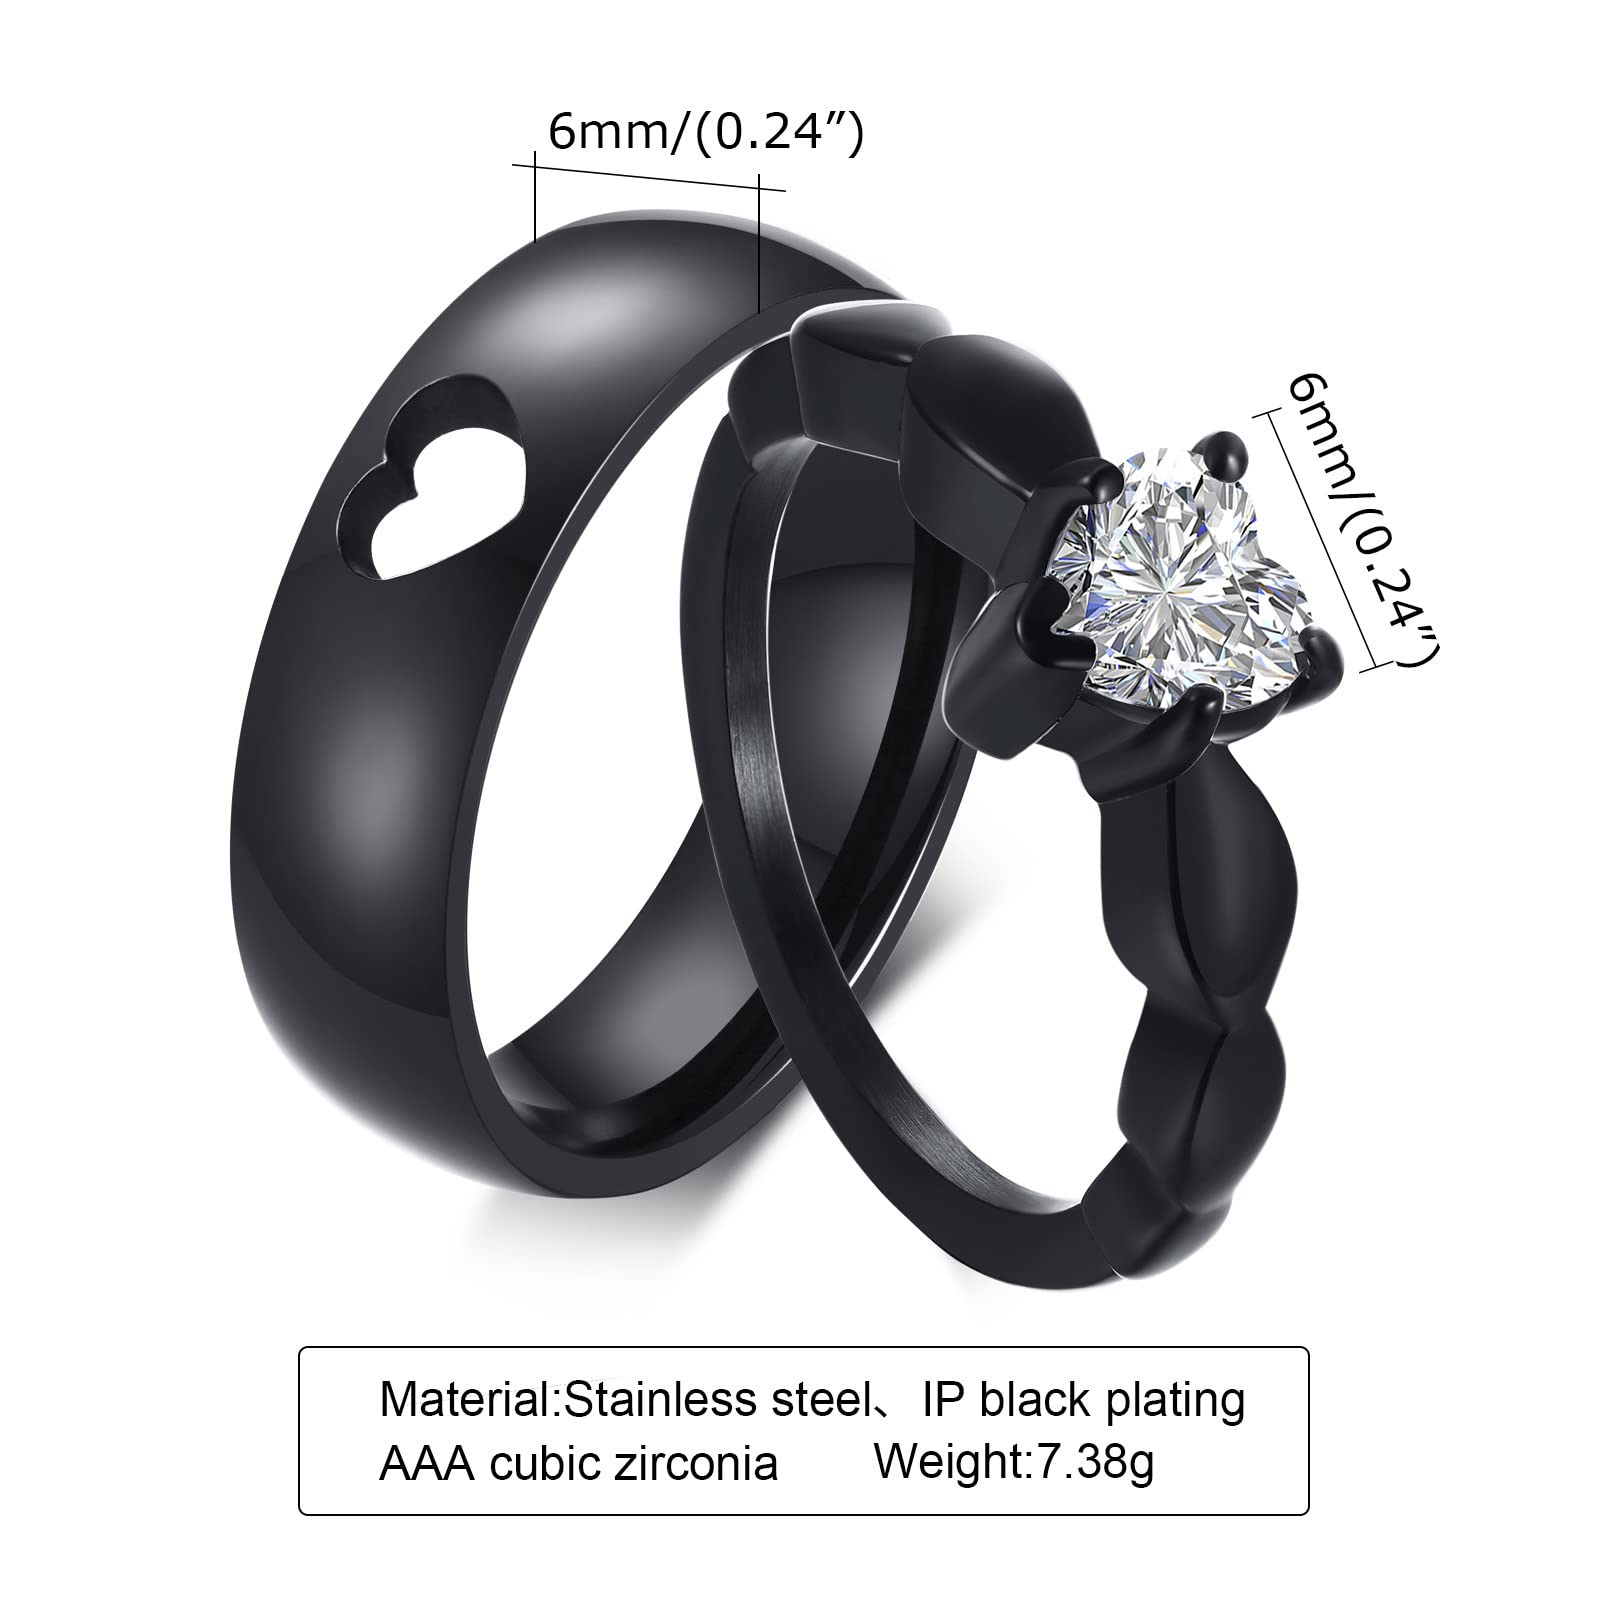 6mm/(0.24”)
6mm/(0.24”)
Material:Stainless steel、IP black plating
AAA cubic zirconia Weight:7.38g